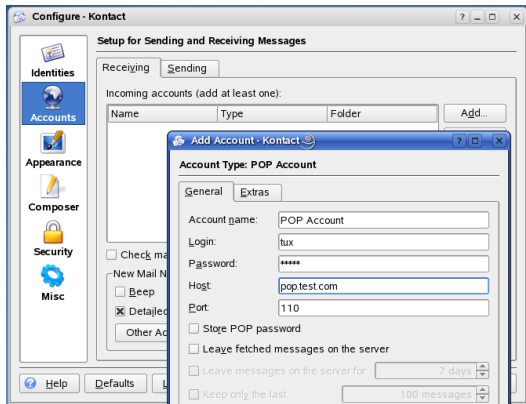 Configure - Kontact
Setup for Sending and Receiving Messages
Identities
Accounts
Appearance
Composer
Security
Misc
Receiving
Sending
Incoming accounts (add at least one):
Name Type Folder
Add...
Check ma
New Mail N
Beep
Detailed
Other Ac
Help
Defaults
Add Account - Kontact
Account Type: POP Account
General
Extras
Account name: POP Account
Login: tux
Password: *****
Host: pop.test.com
Port: 110
Store POP password
Leave fetched messages on the server
Leave messages on the server for 7 days
Keep only the last 100 messages